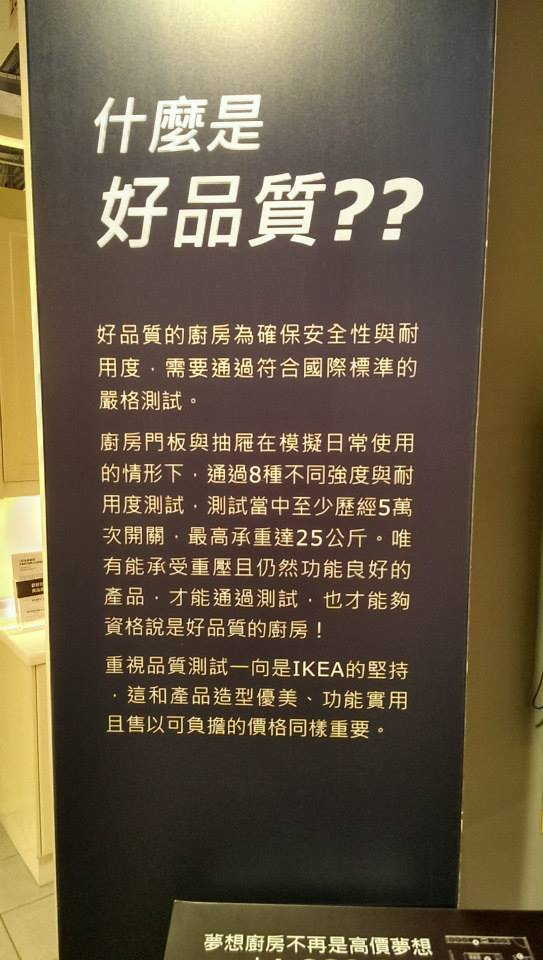 什麼是
好品質??
好品質的廚房為確保安全性與耐
用度，需要通過符合國際標準的
嚴格測試。
廚房門板與抽屜在模擬日常使用
的情形下，通過8種不同強度與耐
用度測試，測試當中至少歷經5萬
次開關，最高承重達25公斤。唯
有能承受重壓且仍然功能良好的
產品，才能通過測試，也才能夠
資格說是好品質的廚房！
重視品質測試一向是IKEA的堅持
，這和產品造型優美、功能實用
且售以可負擔的價格同樣重要。
夢想廚房不再是高價夢想